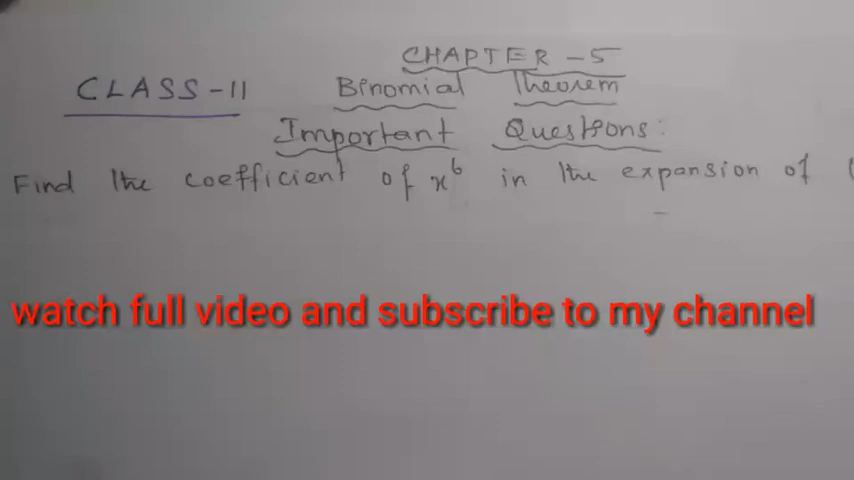 CHAPTER - 5
CLASS - 11 Binomial Theorem
Important Questions:
Find the coefficient of x⁶ in the expansion of (
watch full video and subscribe to my channel